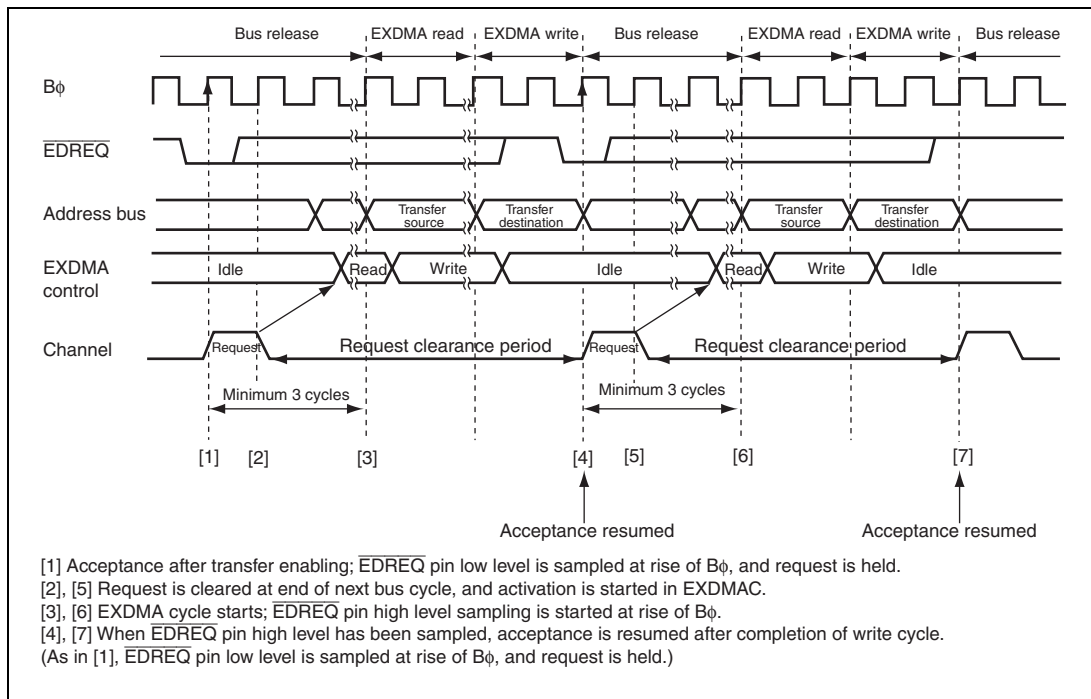 Bus release EXDMA read EXDMA write Bus release EXDMA read EXDMA write Bus release
Bϕ
EDREQ
Address bus Transfer source Transfer destination Transfer source Transfer destination
EXDMA control Idle Read Write Idle Read Write Idle
Channel Request Request clearance period Request Request clearance period
Minimum 3 cycles Minimum 3 cycles
[1] [2] [3] [4] [5] [6] [7]
Acceptance resumed Acceptance resumed
[1] Acceptance after transfer enabling; EDREQ pin low level is sampled at rise of Bϕ, and request is held.
[2], [5] Request is cleared at end of next bus cycle, and activation is started in EXDMAC.
[3], [6] EXDMA cycle starts; EDREQ pin high level sampling is started at rise of Bϕ.
[4], [7] When EDREQ pin high level has been sampled, acceptance is resumed after completion of write cycle.
(As in [1], EDREQ pin low level is sampled at rise of Bϕ, and request is held.)